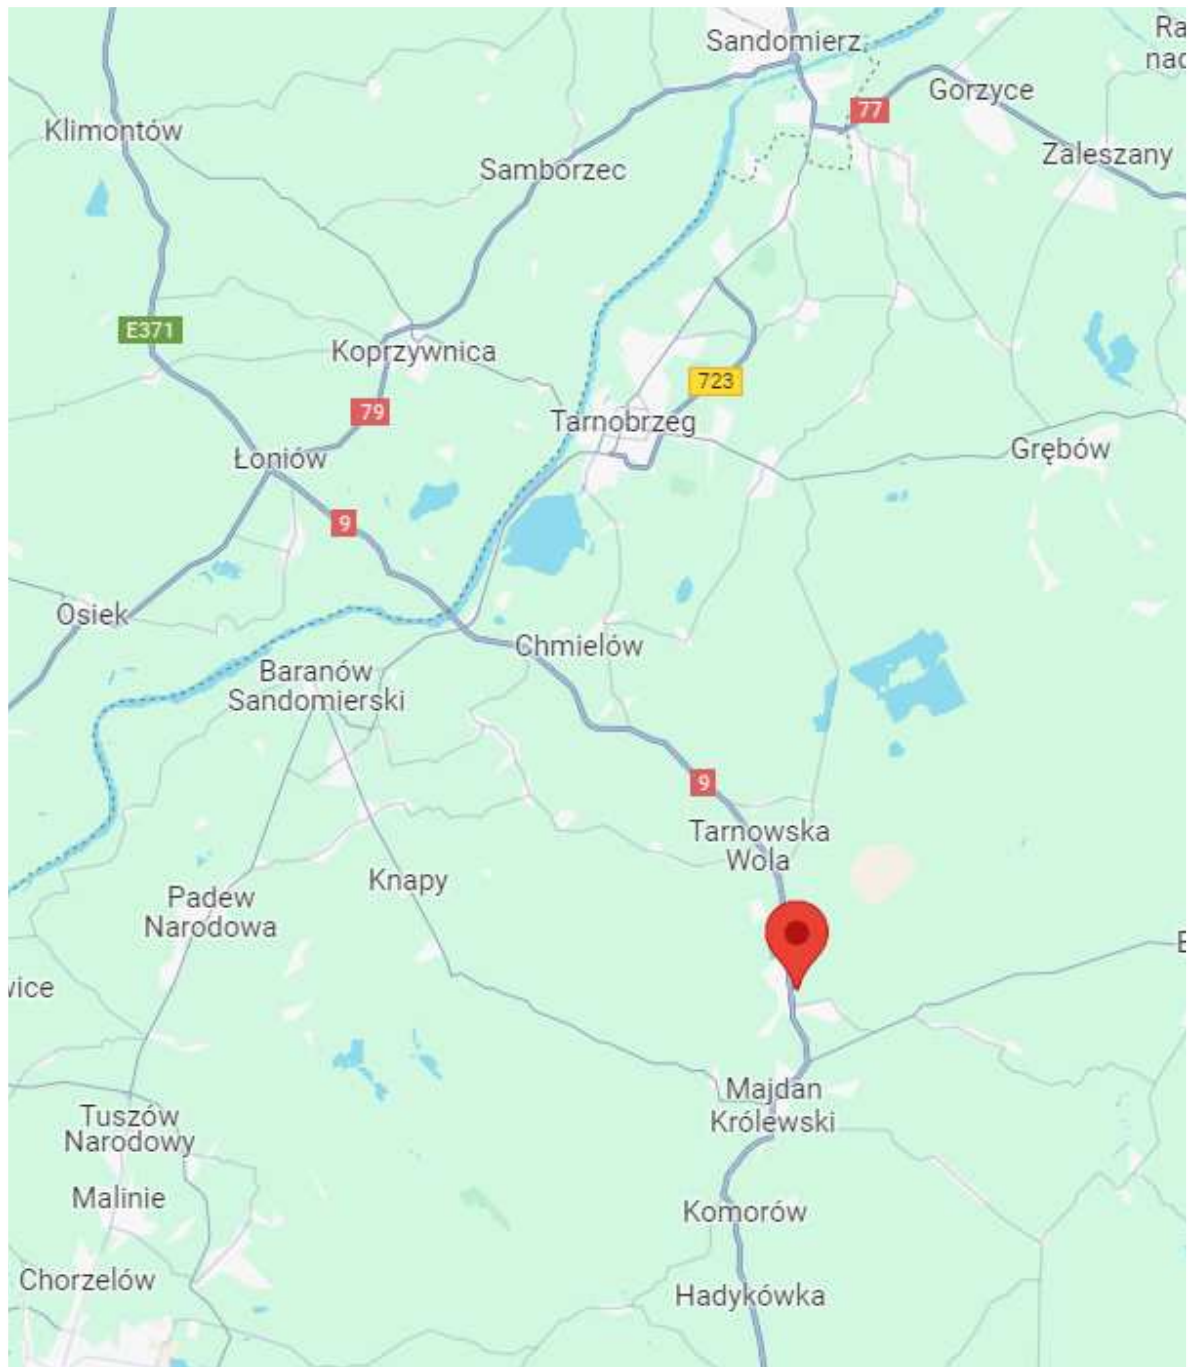 Sandomierz
Ra
nad
Gorzyce
77
Klimontów
Zaleszany
Samborzec
E371
Koprzywnica
723
79
Tarnobrzeg
Grębów
Łoniów
9
Osiek
Chmielów
Baranów
Sandomierski
9
Tarnowska
Wola
Knapy
Padew
Narodowa
wice
Majdan
Królewski
Tuszów
Narodowy
Malinie
Komorów
Chorzelów
Hadykówka